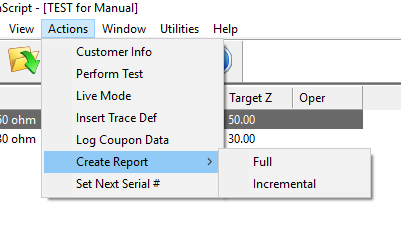 Script - [TEST for Manual]
View Actions Window Utilities Help
Customer Info
Perform Test
Live Mode
Target Z Oper
Insert Trace Def
50 ohm 50.00
Log Coupon Data
30 ohm 30.00
Create Report >
Full
Set Next Serial #
Incremental